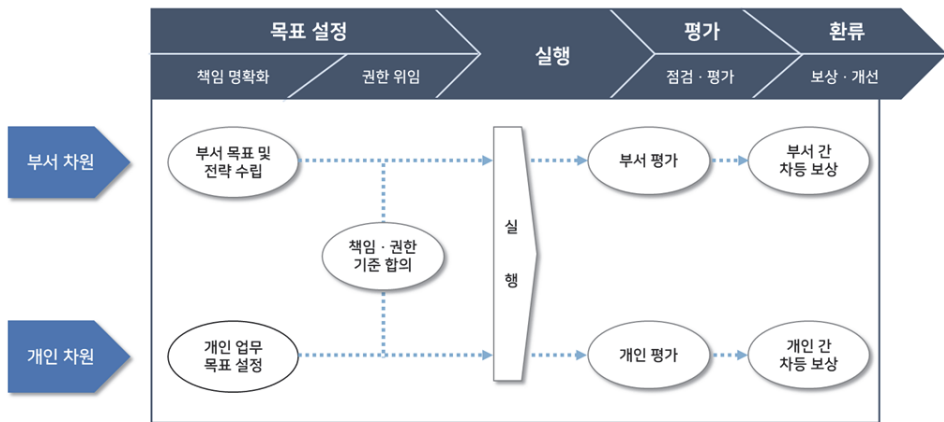 목표 설정
실행
평가
환류
책임 명확화
권한 위임
점검 · 평가
보상 · 개선
부서 차원
부서 목표 및
전략 수립
부서 평가
부서 간
차등 보상
책임 · 권한
기준 합의
실
행
개인 차원
개인 업무
목표 설정
개인 평가
개인 간
차등 보상